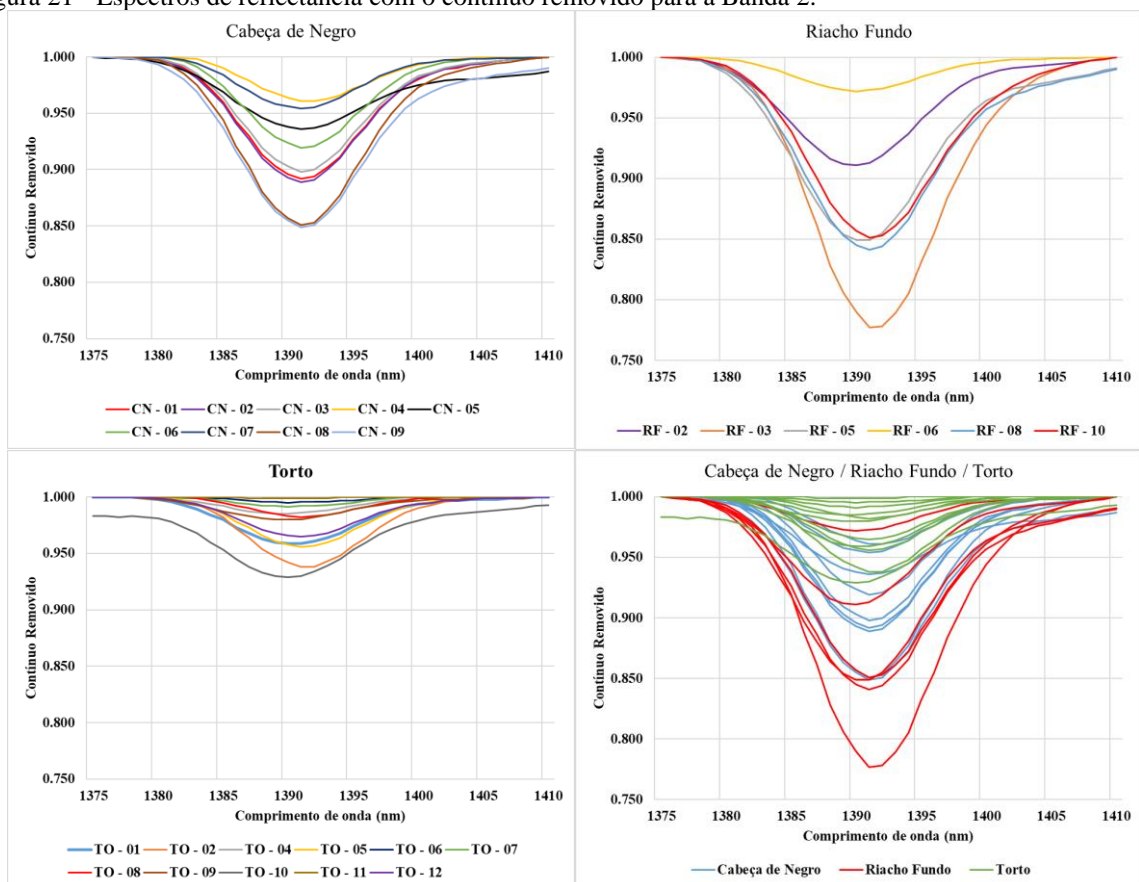 gura 21 - Espectros de reflectância com o contínuo removido para a Banda 2.
Cabeça de Negro
Contínuo Removido
1.000
0.950
0.900
0.850
0.800
0.750
1375 1380 1385 1391 1395 1400 1405 1410
Comprimento de onda (nm)
CN - 01 CN - 02 CN - 03 CN - 04 CN - 05
CN - 06 CN - 07 CN - 08 CN - 09
Riacho Fundo
Contínuo Removido
1.000
0.950
0.900
0.850
0.800
0.750
1375 1380 1385 1391 1395 1400 1405 1410
Comprimento de onda (nm)
RF - 02 RF - 03 RF - 05 RF - 06 RF - 08 RF - 10
Torto
Contínuo Removido
1.000
0.950
0.900
0.850
0.800
0.750
1375 1380 1385 1391 1395 1400 1405 1410
Comprimento de onda (nm)
TO - 01 TO - 02 TO - 04 TO - 05 TO - 06 TO - 07
TO - 08 TO - 09 TO -10 TO - 11 TO - 12
Cabeça de Negro / Riacho Fundo / Torto
Contínuo Removido
1.000
0.950
0.900
0.850
0.800
0.750
1375 1380 1385 1391 1395 1400 1405 1410
Comprimento de onda (nm)
Cabeça de Negro Riacho Fundo Torto